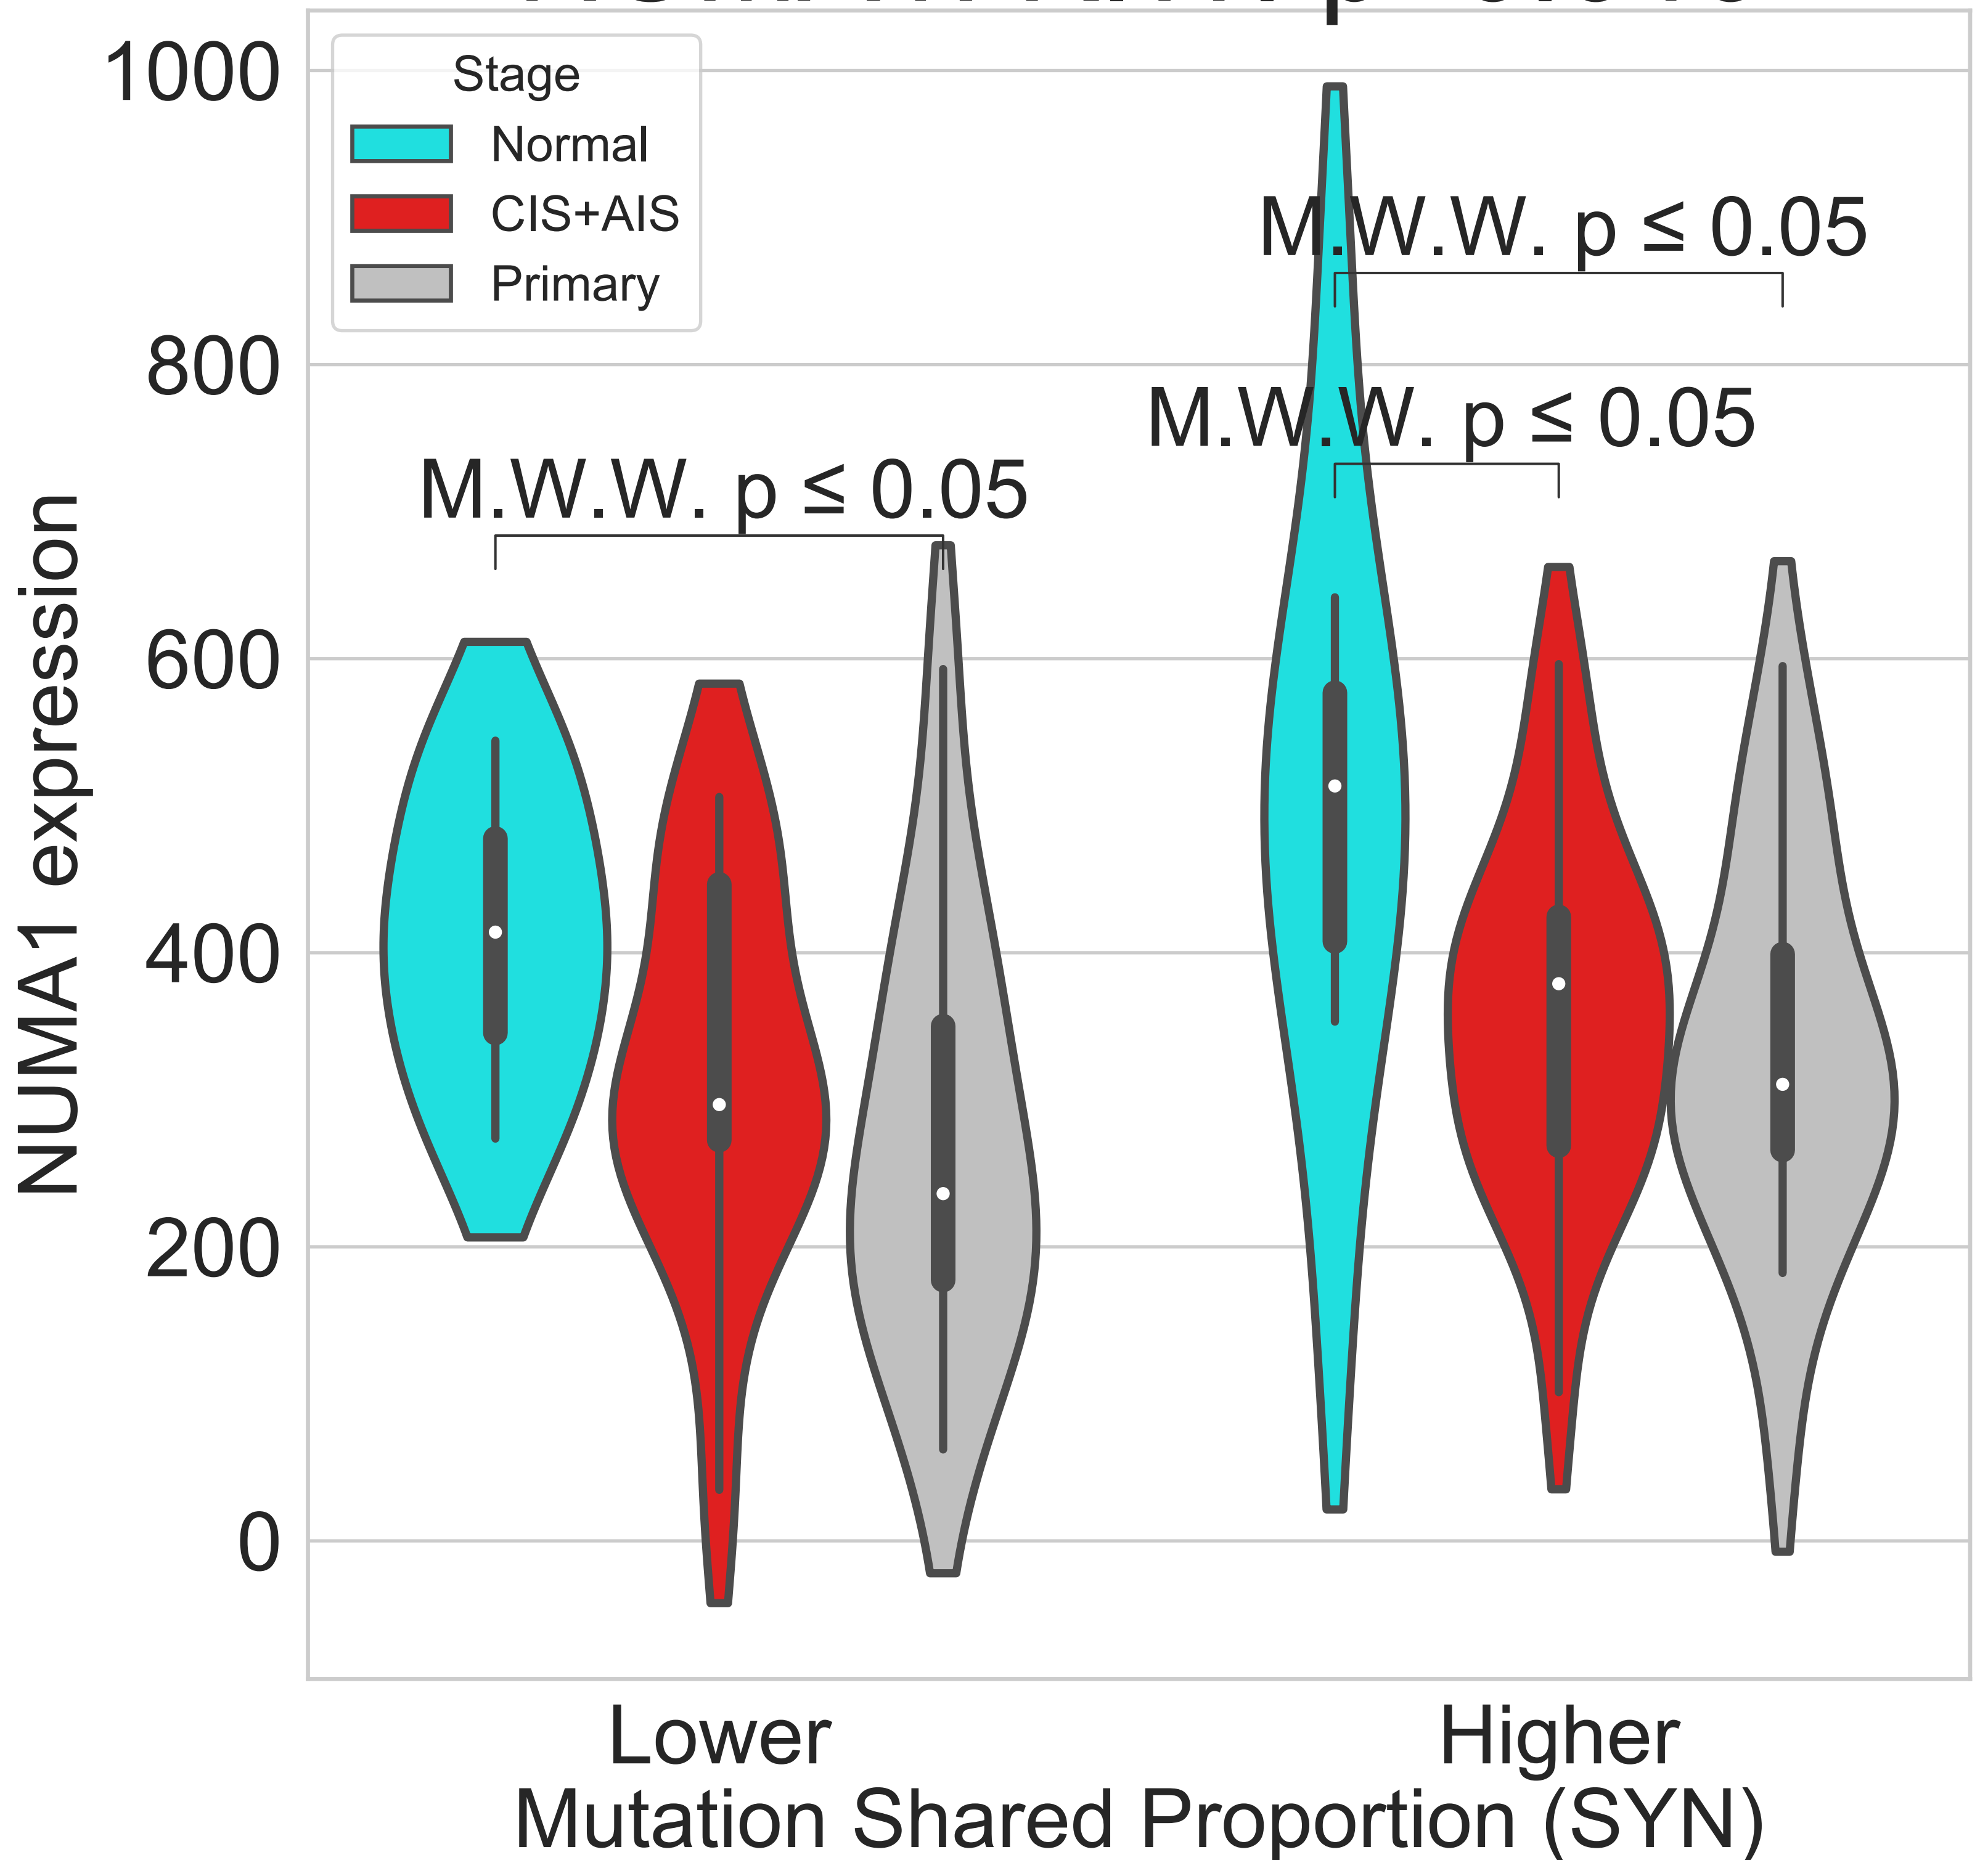 1000
800
600
400
200
0
NUMA1 expression
Stage
Normal
CIS+AIS
Primary
M.W.W. p ≤ 0.05
M.W.W. p ≤ 0.05
M.W.W. p ≤ 0.05
Lower
Higher
Mutation Shared Proportion (SYN)